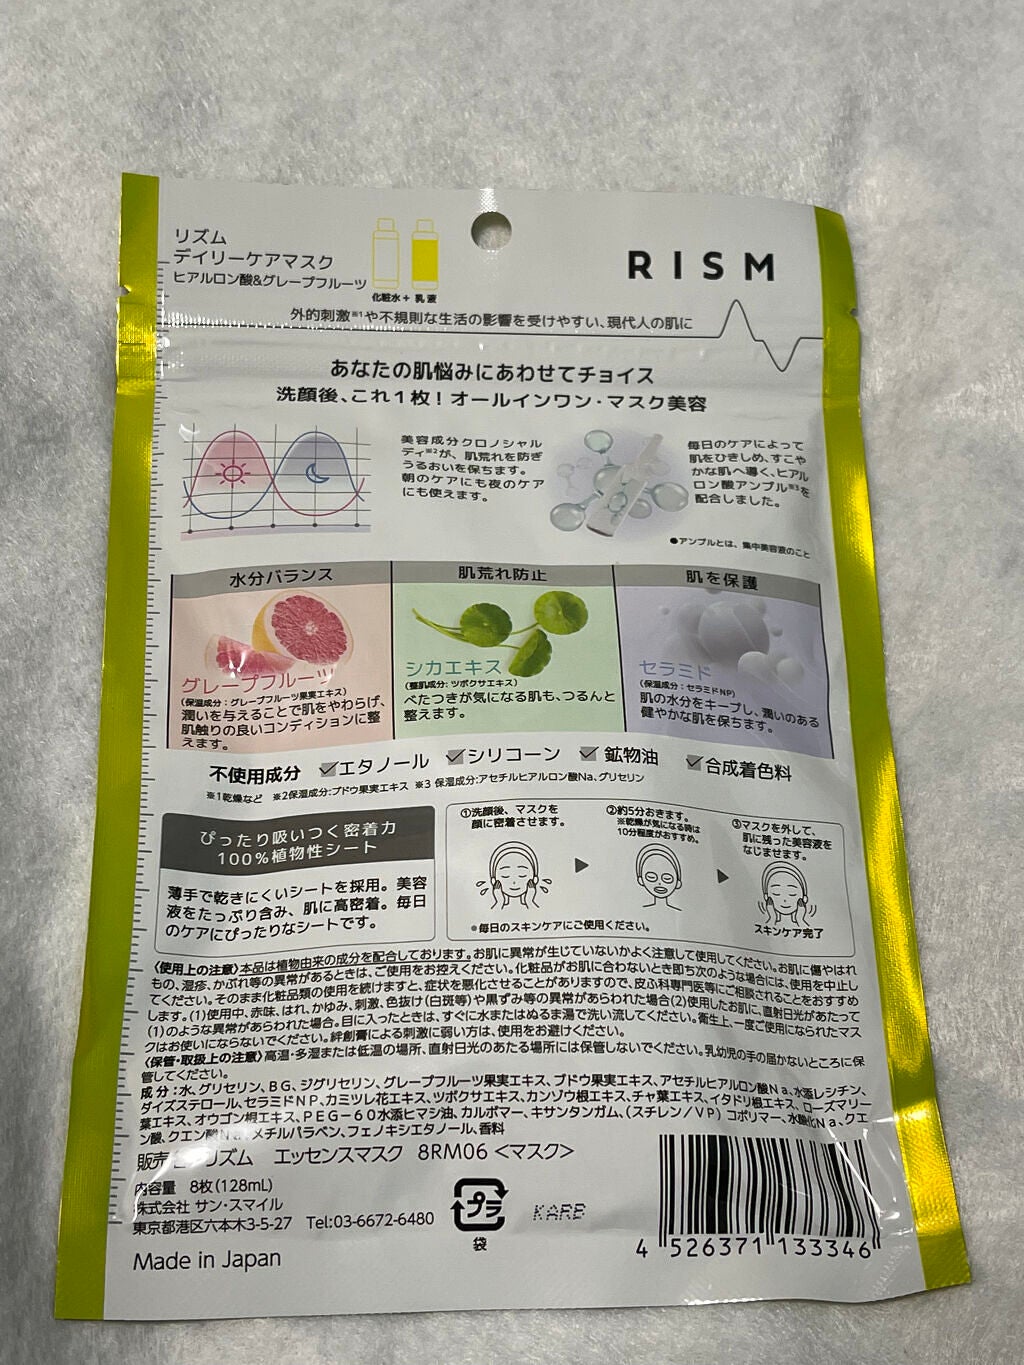 リズム
デイリーケアマスク
ヒアルロン酸&グレープフルーツ
化粧水 + 乳液
RISM
外的刺激※1や不規則な生活の影響を受けやすい、現代人の肌に
あなたの肌悩みにあわせてチョイス
洗顔後、これ1枚!オールインワン・マスク美容
美容成分クロノシャル
ディ※2が、肌荒れを防ぎ
うるおいを保ちます。
朝のケアにも夜のケア
にも使えます。
毎日のケアによって
肌をひきしめ、すこや
かな肌へ導く、ヒアル
ロン酸アンプル※3を
配合しました。
●アンプルとは、集中美容液のこと
水分バランス
グレープフルーツ
(保湿成分:グレープフルーツ果実エキス)
潤いを与えることで肌をやわらげ、
肌触りの良いコンディションに整
えます。
肌荒れ防止
シカエキス
(整肌成分:ツボクサエキス)
べたつきが気になる肌も、つるんと
整えます。
肌を保護
セラミド
(保湿成分:セラミドNP)
肌の水分をキープし、潤いのある
健やかな肌を保ちます。
不使用成分 ✓エタノール ✓シリコーン ✓鉱物油 ✓合成着色料
※1乾燥など ※2保湿成分:ブドウ果実エキス ※3 保湿成分:アセチルヒアルロン酸Na、グリセリン
ぴったり吸いつく密着力
100%植物性シート
薄手で乾きにくいシートを採用。美容
液をたっぷり含み、肌に高密着。毎日
のケアにぴったりなシートです。
①洗顔後、マスクを
顔に密着させます。
②約5分おきます。
※乾燥が気になる時は
10分程度がおすすめ。
③マスクを外して、
肌に残った美容液を
なじませます。
●毎日のスキンケアにご使用ください。
スキンケア完了
〈使用上の注意〉本品は植物由来の成分を配合しております。お肌に異常が生じていないかよく注意して使用してください。お肌に傷やはれ
もの、湿疹、かぶれ等の異常があるときは、ご使用をお控えください。化粧品がお肌に合わないとき即ち次のような場合には、使用を中止し
てください。そのまま化粧品類の使用を続けますと、症状を悪化させることがありますので、皮ふ科専門医等にご相談されることをおすすめ
します。(1)使用中、赤味、はれ、かゆみ、刺激、色抜け(白斑等)や黒ずみ等の異常があらわれた場合(2)使用したお肌に、直射日光があたって
(1)のような異常があらわれた場合。目に入ったときは、すぐに水またはぬるま湯で洗い流してください。衛生上、一度ご使用になられたマス
クはお使いにならないでください。絆創膏による刺激に弱い方は、使用をお避けください。
〈保管・取扱上の注意〉高温・多湿または低温の場所、直射日光のあたる場所には保管しないでください。乳幼児の手の届かないところに保
管してください。
成分:水、グリセリン、BG、ジグリセリン、グレープフルーツ果実エキス、ブドウ果実エキス、アセチルヒアルロン酸Na、水添レシチン、
ダイズステロール、セラミドNP、カミツレ花エキス、ツボクサエキス、カンゾウ根エキス、チャ葉エキス、イタドリ根エキス、ローズマリー
葉エキス、オウゴン根エキス、PEG-60水添ヒマシ油、カルボマー、キサンタンガム、(スチレン/VP)コポリマー、水酸化Na、クエ
ン酸、クエン酸Na、メチルパラベン、フェノキシエタノール、香料
販売名:リズム エッセンスマスク 8RM06<マスク>
内容量 8枚(128mL)
株式会社 サン・スマイル
東京都港区六本木3-5-27 Tel:03-6672-6480
Made in Japan
プラ
袋
KARB
4 526371 133346